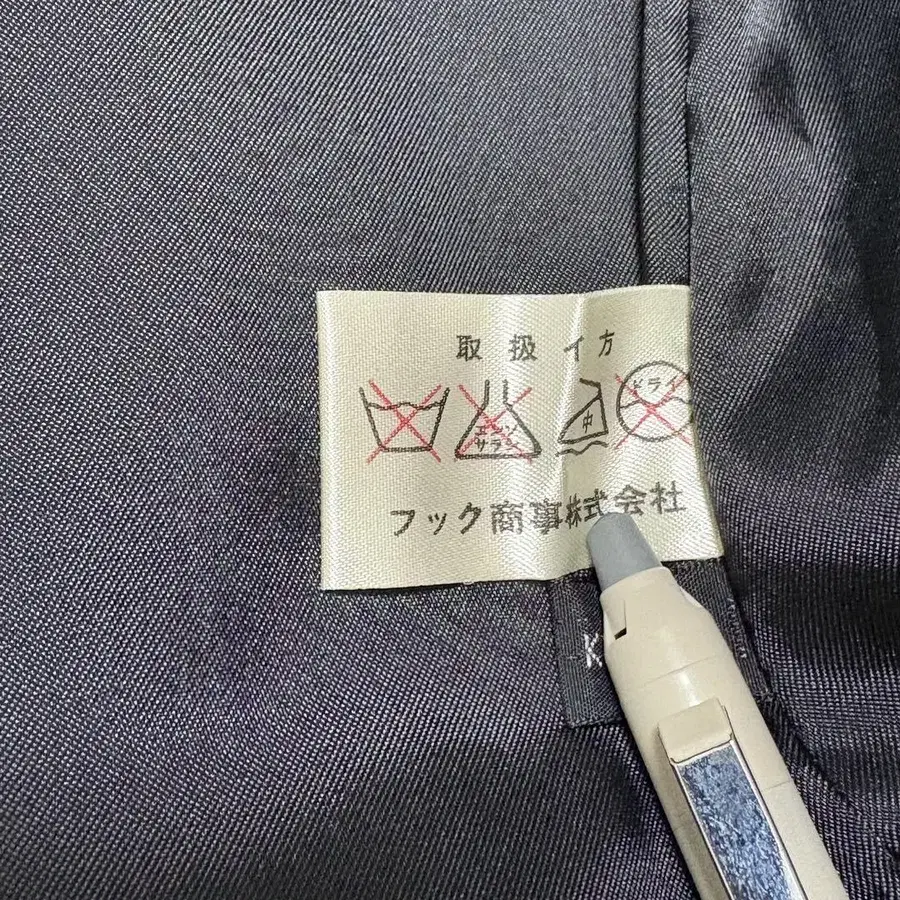 取扱イ方
エンソ
サラシ
中
ドライ
フック商事株式会社
K